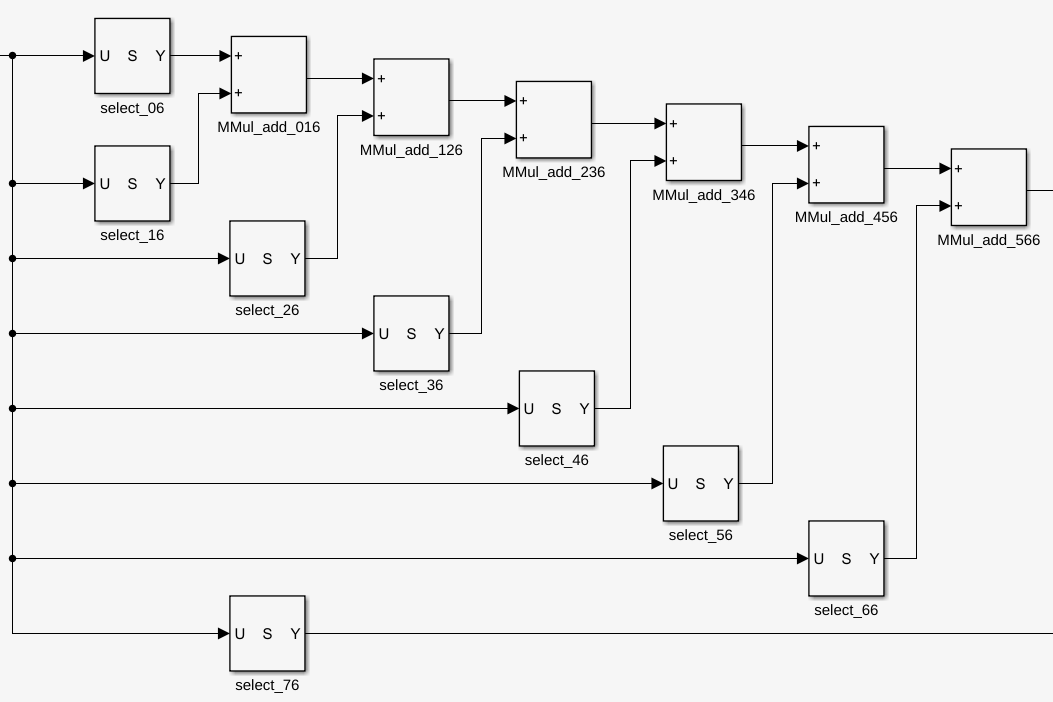 U S Y
select_06
+
+
MMul_add_016
+
+
MMul_add_126
+
+
MMul_add_236
+
+
MMul_add_346
+
+
MMul_add_456
+
+
MMul_add_566
U S Y
select_16
U S Y
select_26
U S Y
select_36
U S Y
select_46
U S Y
select_56
U S Y
select_66
U S Y
select_76